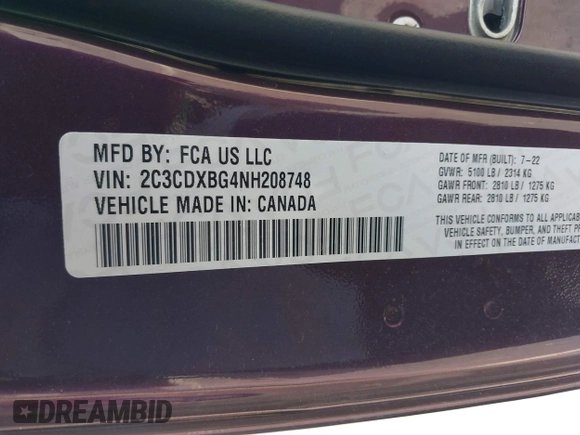 MFD BY: FCA US LLC
VIN: 2C3CDXBG4NH208748
VEHICLE MADE IN: CANADA
DATE OF MFR (BUILT): 7-22
GVWR: 5100 LB / 2314 KG
GAWR FRONT: 2810 LB / 1275 KG
GAWR REAR: 2810 LB / 1275 KG
THIS VEHICLE CONFORMS TO ALL APPLICABL
VEHICLE SAFETY, BUMPER, AND THEFT P
IN EFFECT ON THE DATE OF MANUFACT
DREAMBID